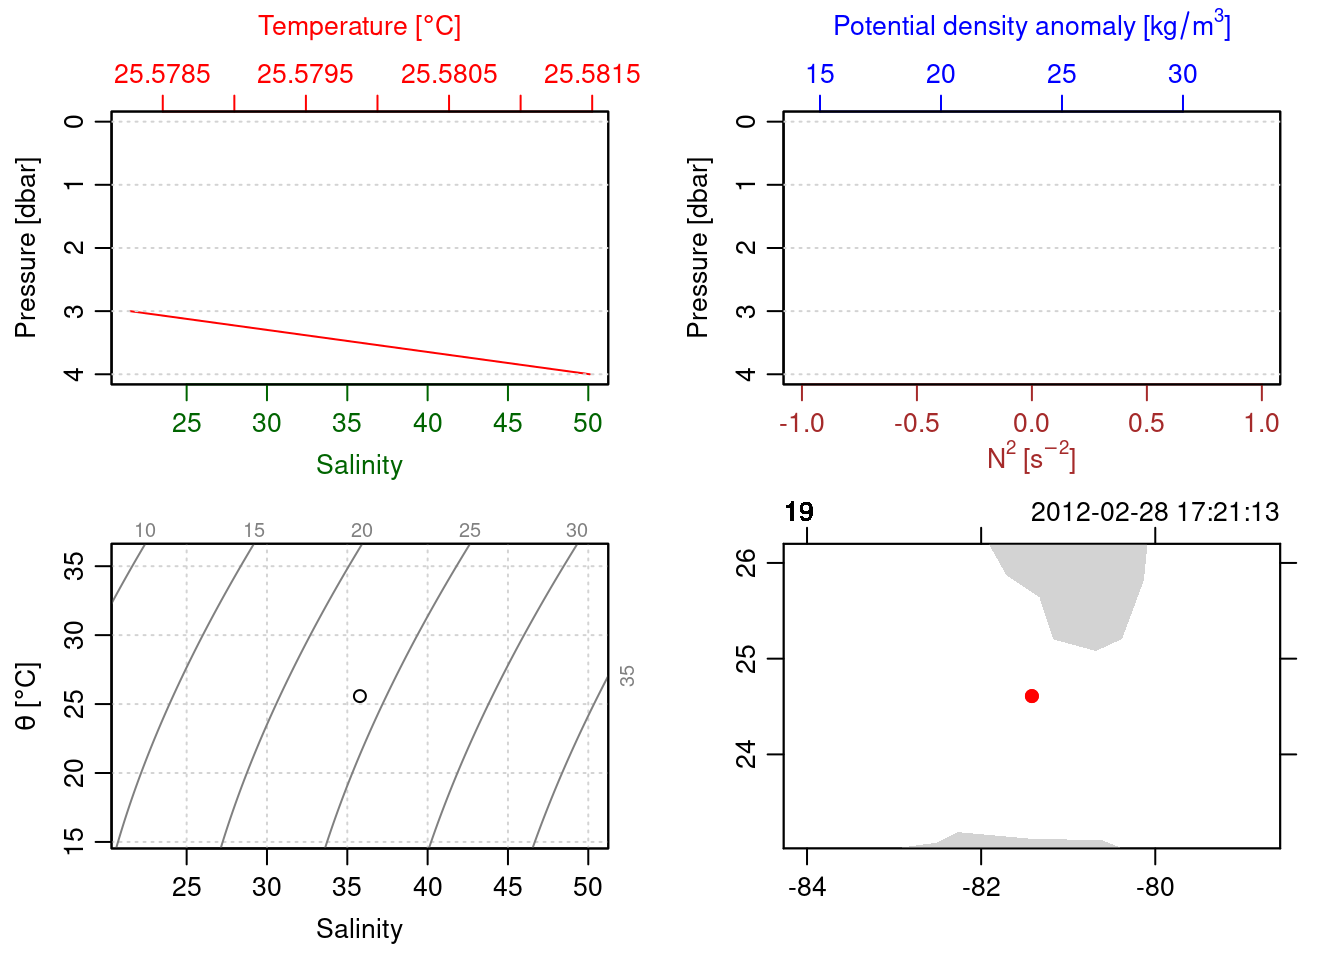 Temperature [°C]
25.5785 25.5795 25.5805 25.5815
0
1
2
3
4
Pressure [dbar]
25 30 35 40 45 50
Salinity
Potential density anomaly [kg/m³]
15 20 25 30
0
1
2
3
4
Pressure [dbar]
-1.0 -0.5 0.0 0.5 1.0
N² [s⁻²]
10 15 20 25 30
35
35
30
25
20
15
θ [°C]
25 30 35 40 45 50
Salinity
19 2012-02-28 17:21:13
26
25
24
-84 -82 -80